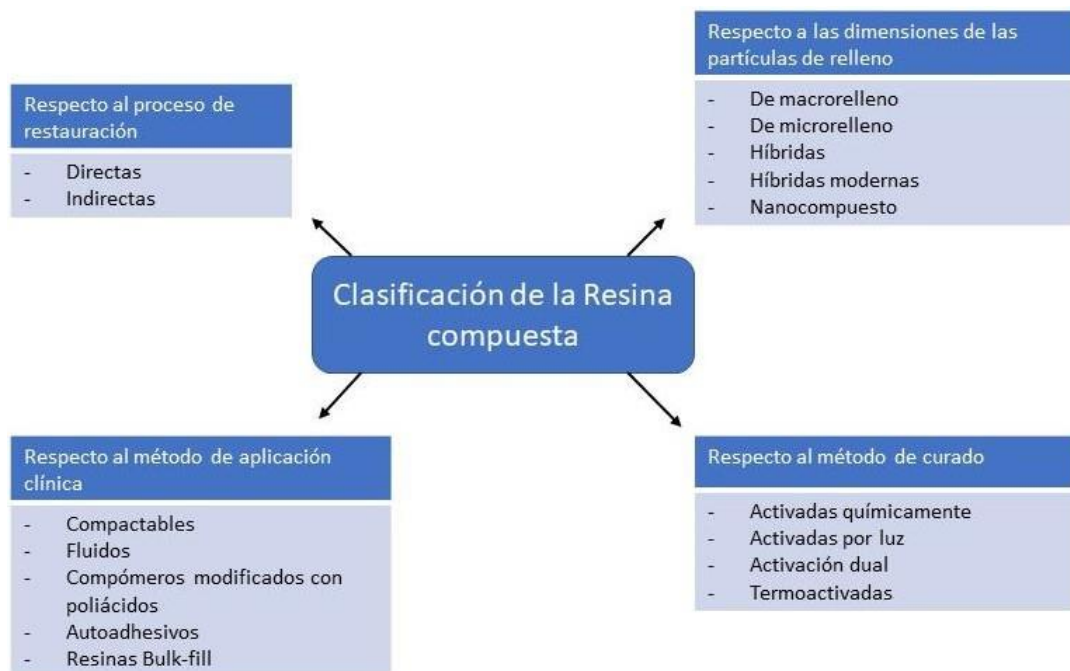 Respecto a las dimensiones de las
partículas de relleno
- De macrorelleno
- De microrelleno
- Híbridas
- Híbridas modernas
- Nanocompuesto
Respecto al proceso de
restauración
- Directas
- Indirectas
Clasificación de la Resina
compuesta
Respecto al método de aplicación
clínica
- Compactables
- Fluidos
- Compómeros modificados con
poliácidos
- Autoadhesivos
- Resinas Bulk-fill
Respecto al método de curado
- Activadas químicamente
- Activadas por luz
- Activación dual
- Termoactivadas